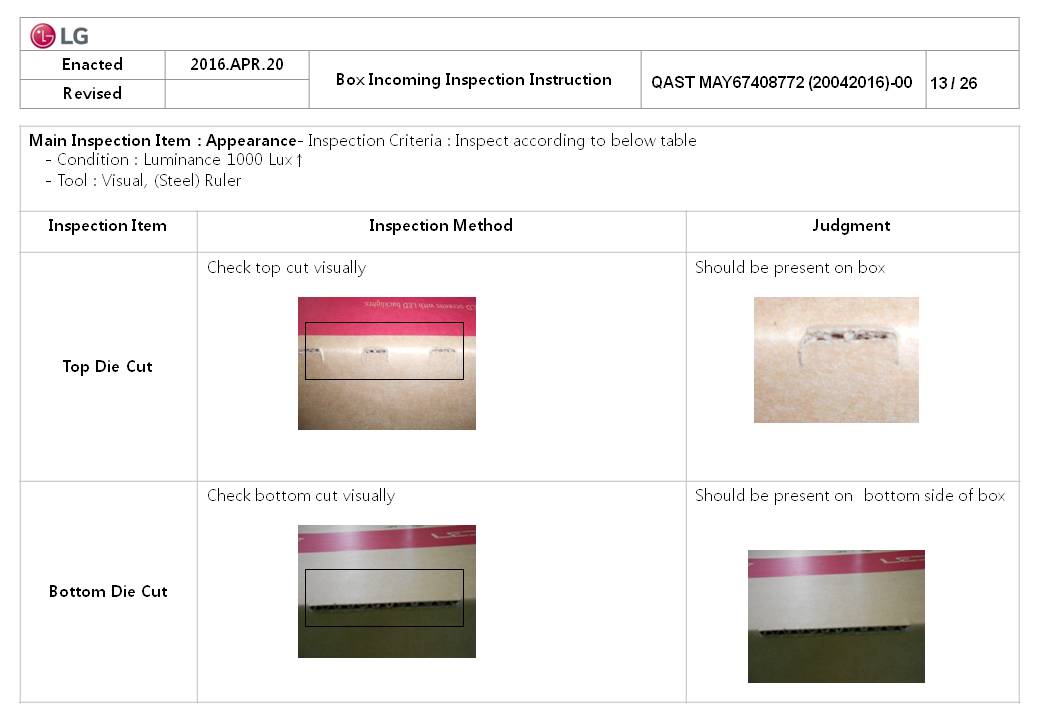 LG
Enacted
2016.APR.20
Box Incoming Inspection Instruction
QAST MAY67408772 (20042016)-00
13 / 26
Revised
Main Inspection Item : Appearance- Inspection Criteria : Inspect according to below table
- Condition : Luminance 1000 Lux↑
- Tool : Visual, (Steel) Ruler
Inspection Item
Inspection Method
Judgment
Top Die Cut
Check top cut visually
LCD screens with LED backlights.
Should be present on box
Bottom Die Cut
Check bottom cut visually
Should be present on bottom side of box